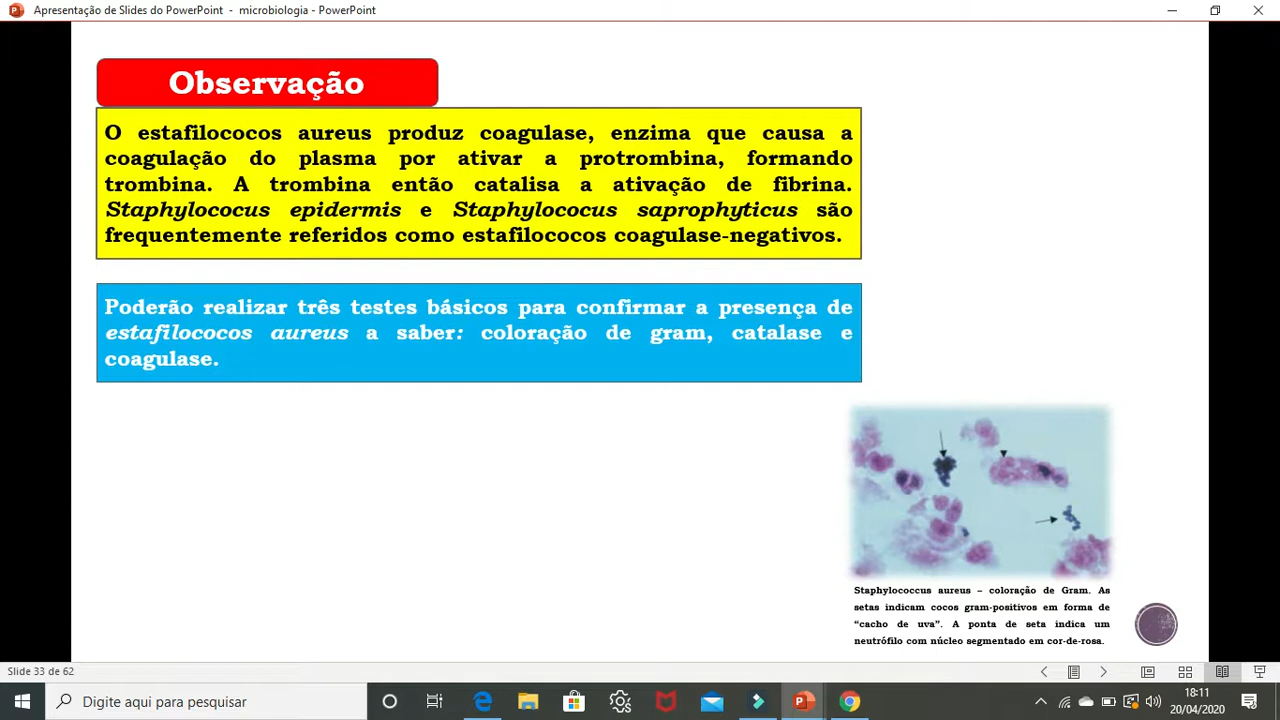 Apresentação de Slides do PowerPoint - microbiologia - PowerPoint
Observação
O estafilococos aureus produz coagulase, enzima que causa a
coagulação do plasma por ativar a protrombina, formando
trombina. A trombina então catalisa a ativação de fibrina.
Staphylococus epidermis e Staphylococus saprophyticus são
frequentemente referidos como estafilococos coagulase-negativos.
Poderão realizar três testes básicos para confirmar a presença de
estafilococos aureus a saber: coloração de gram, catalase e
coagulase.
Staphylococcus aureus – coloração de Gram. As
setas indicam cocos gram-positivos em forma de
“cacho de uva”. A ponta de seta indica um
neutrófilo com núcleo segmentado em cor-de-rosa.
Slide 33 de 62
Digite aqui para pesquisar
18:11
20/04/2020